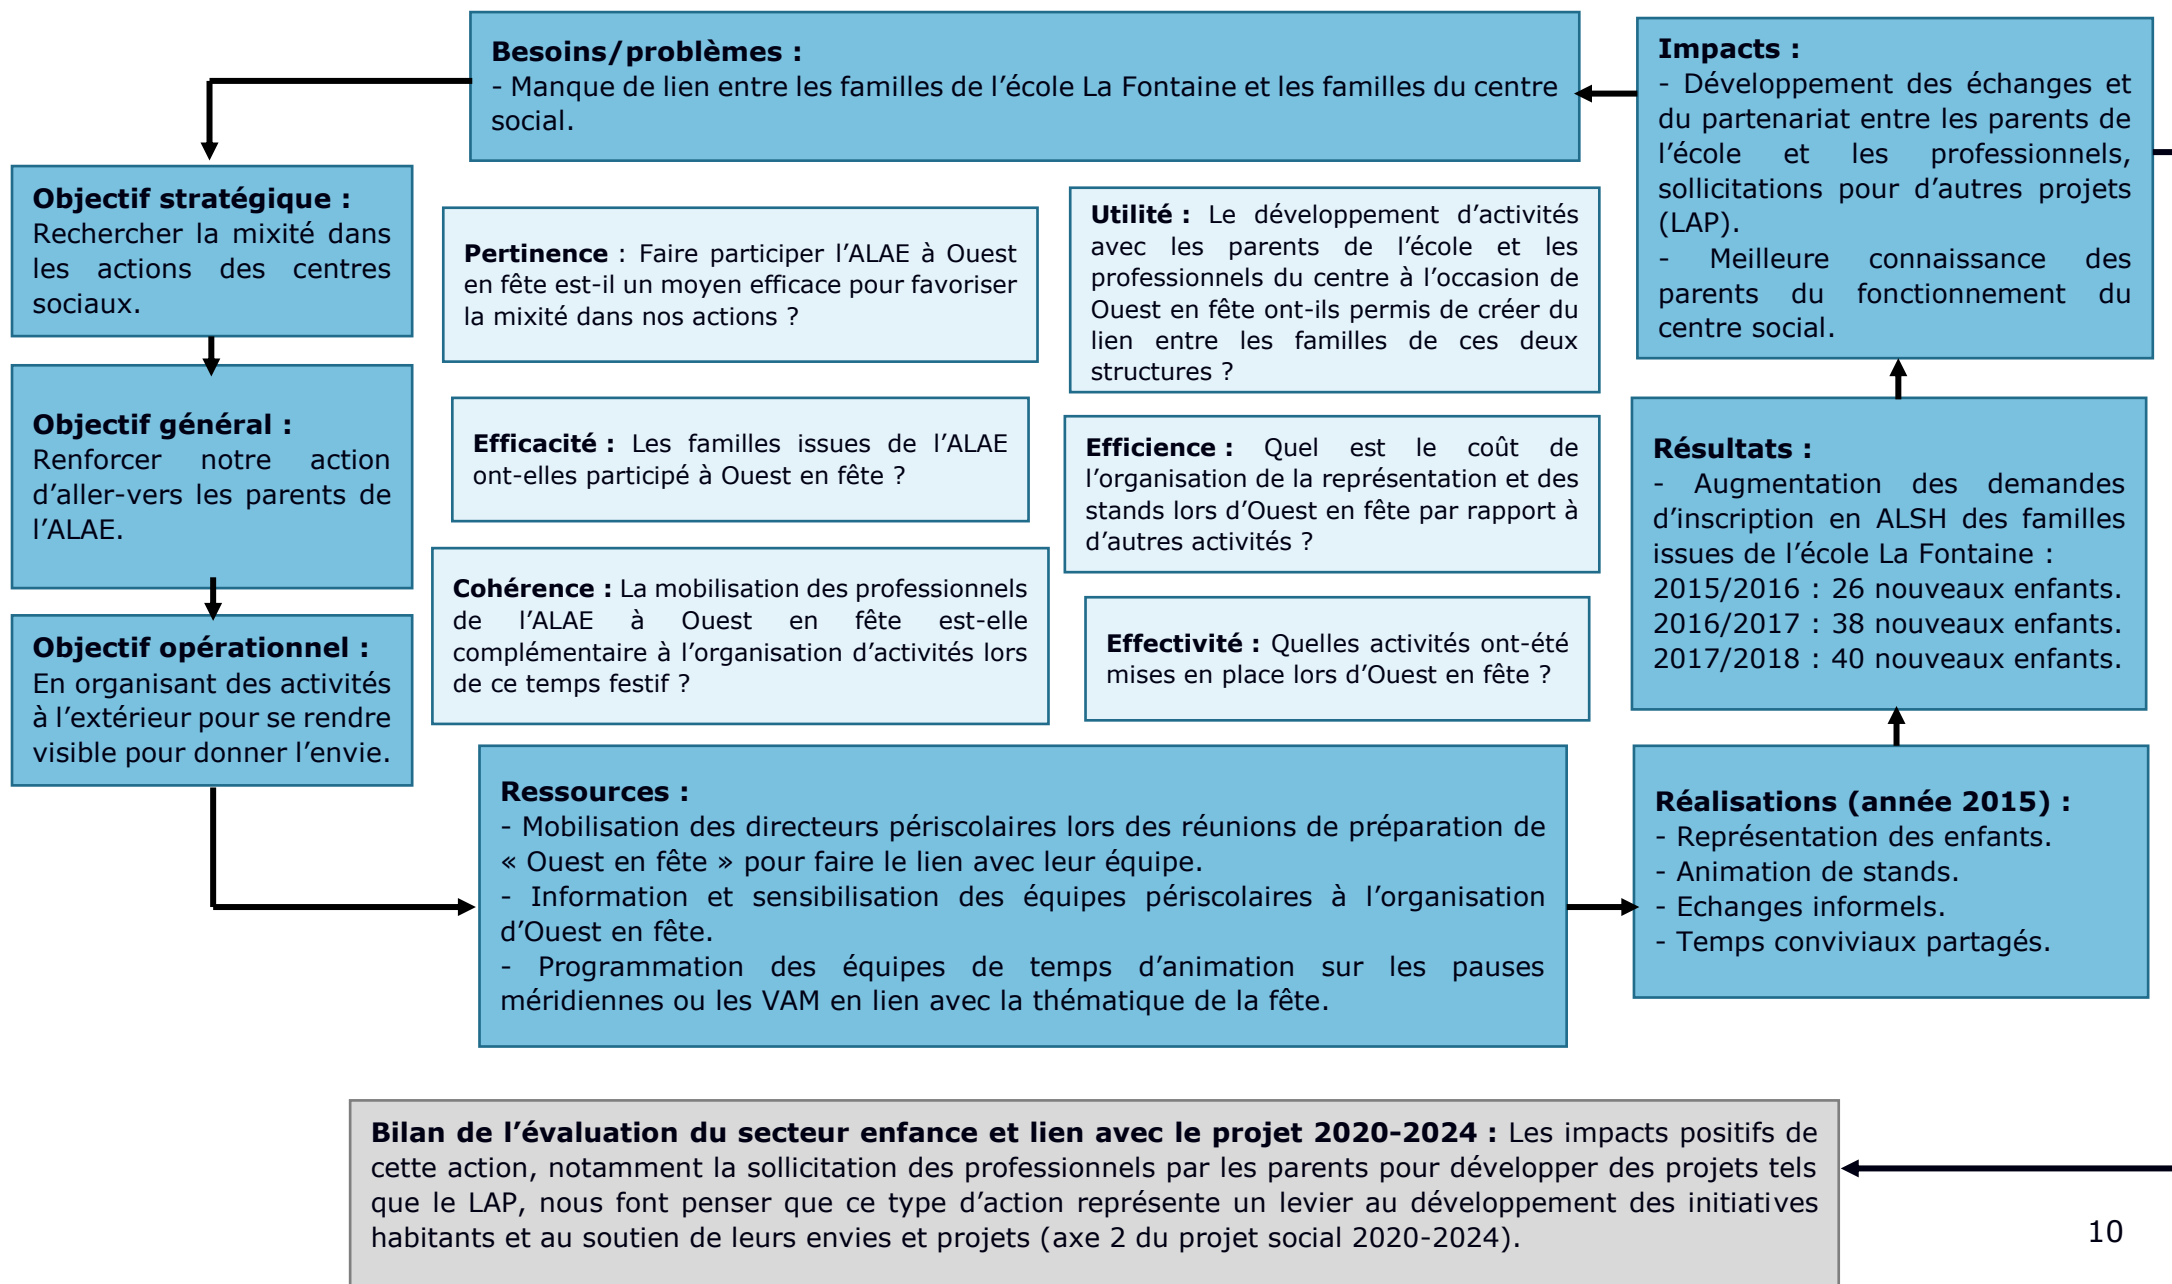 Besoins/problèmes :
- Manque de lien entre les familles de l’école La Fontaine et les familles du centre
social.
Impacts :
- Développement des échanges et
du partenariat entre les parents de
l’école et les professionnels,
sollicitations pour d’autres projets
(LAP).
- Meilleure connaissance des
parents du fonctionnement du
centre social.
Objectif stratégique :
Rechercher la mixité dans
les actions des centres
sociaux.
Pertinence : Faire participer l’ALAE à Ouest
en fête est-il un moyen efficace pour favoriser
la mixité dans nos actions ?
Utilité : Le développement d’activités
avec les parents de l’école et les
professionnels du centre à l’occasion de
Ouest en fête ont-ils permis de créer du
lien entre les familles de ces deux
structures ?
Objectif général :
Renforcer notre action
d’aller-vers les parents de
l’ALAE.
Efficacité : Les familles issues de l’ALAE
ont-elles participé à Ouest en fête ?
Efficience : Quel est le coût de
l’organisation de la représentation et des
stands lors d’Ouest en fête par rapport à
d’autres activités ?
Résultats :
- Augmentation des demandes
d’inscription en ALSH des familles
issues de l’école La Fontaine :
2015/2016 : 26 nouveaux enfants.
2016/2017 : 38 nouveaux enfants.
2017/2018 : 40 nouveaux enfants.
Objectif opérationnel :
En organisant des activités
à l’extérieur pour se rendre
visible pour donner l’envie.
Cohérence : La mobilisation des professionnels
de l’ALAE à Ouest en fête est-elle
complémentaire à l’organisation d’activités lors
de ce temps festif ?
Effectivité : Quelles activités ont-été
mises en place lors d’Ouest en fête ?
Ressources :
- Mobilisation des directeurs périscolaires lors des réunions de préparation de
« Ouest en fête » pour faire le lien avec leur équipe.
- Information et sensibilisation des équipes périscolaires à l’organisation
d’Ouest en fête.
- Programmation des équipes de temps d’animation sur les pauses
méridiennes ou les VAM en lien avec la thématique de la fête.
Réalisations (année 2015) :
- Représentation des enfants.
- Animation de stands.
- Echanges informels.
- Temps conviviaux partagés.
Bilan de l’évaluation du secteur enfance et lien avec le projet 2020-2024 : Les impacts positifs de
cette action, notamment la sollicitation des professionnels par les parents pour développer des projets tels
que le LAP, nous font penser que ce type d’action représente un levier au développement des initiatives
habitants et au soutien de leurs envies et projets (axe 2 du projet social 2020-2024).
10